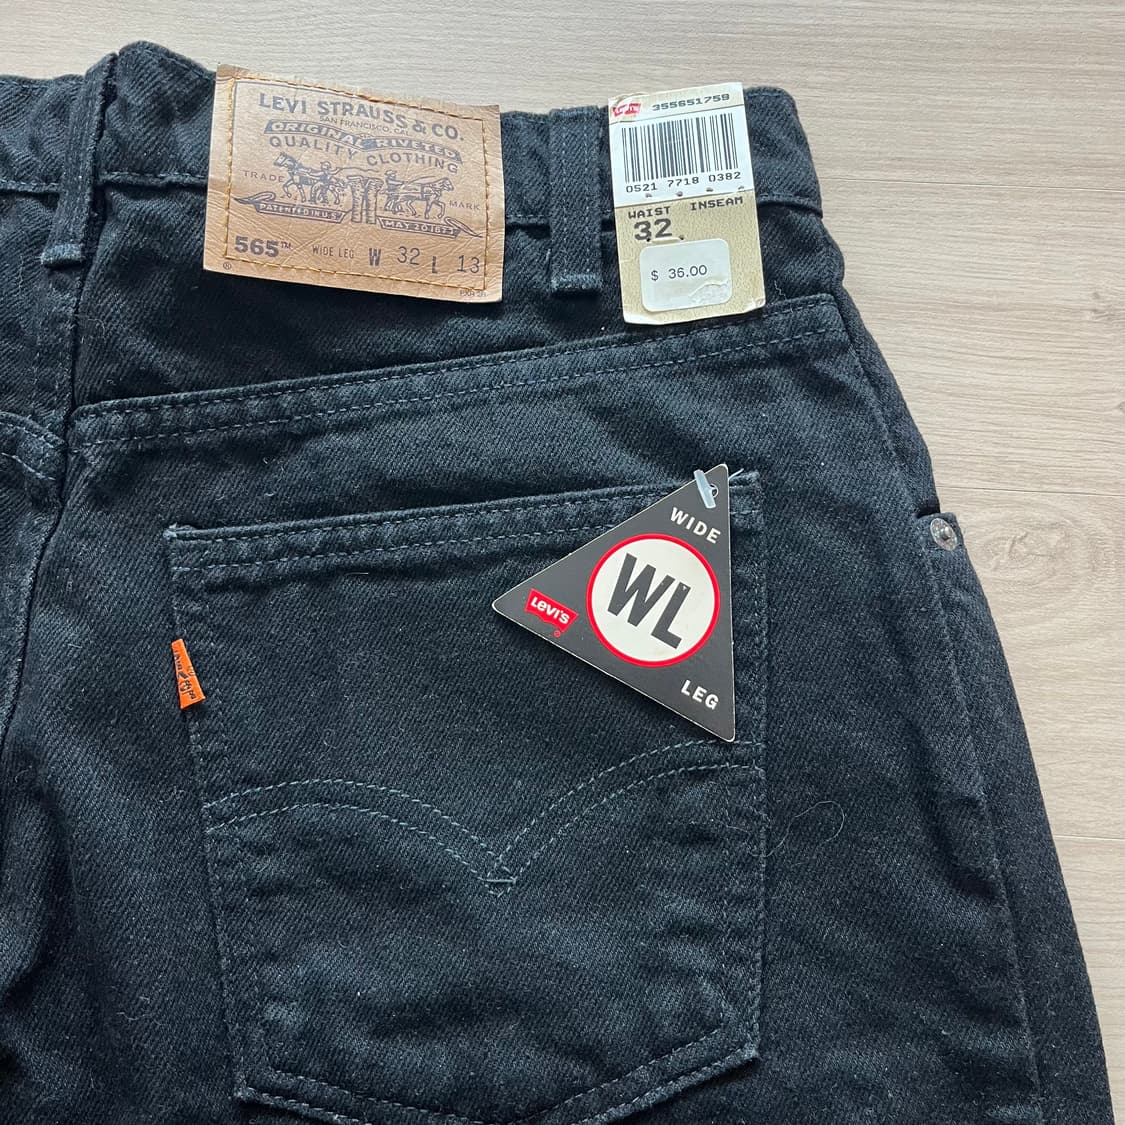 LEVI STRAUSS & CO.
SAN FRANCISCO, CAL
ORIGINAL RIVETED
QUALITY CLOTHING
TRADE MARK
PATENTED IN U.S. MAY 20 1873
565™ WIDE LEG W 32 L 13
®
355651759
0521 7718 0382
WAIST INSEAM
32
$ 36.00
WIDE
WL
LEVI'S
®
LEG